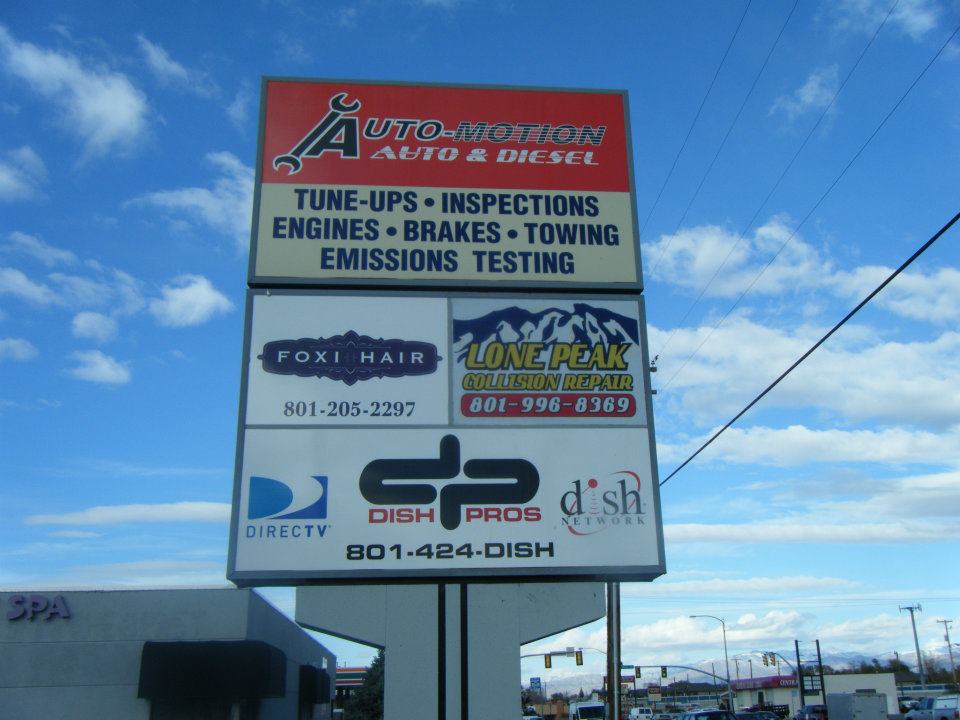 AUTO-MOTION
AUTO & DIESEL
TUNE-UPS • INSPECTIONS
ENGINES • BRAKES • TOWING
EMISSIONS TESTING
FOXI HAIR
801-205-2297
LONE PEAK
COLLISION REPAIR
801-996-8369
DIRECTV
dp
DISH PROS
dish
NETWORK
801-424-DISH
SPA